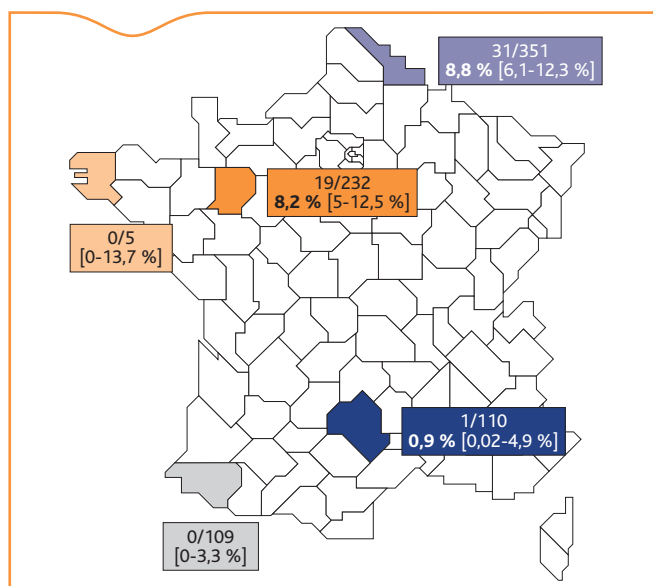 31/351
8,8 % [6,1-12,3 %]
19/232
8,2 % [5-12,5 %]
0/5
[0-13,7 %]
1/110
0,9 % [0,02-4,9 %]
0/109
[0-3,3 %]